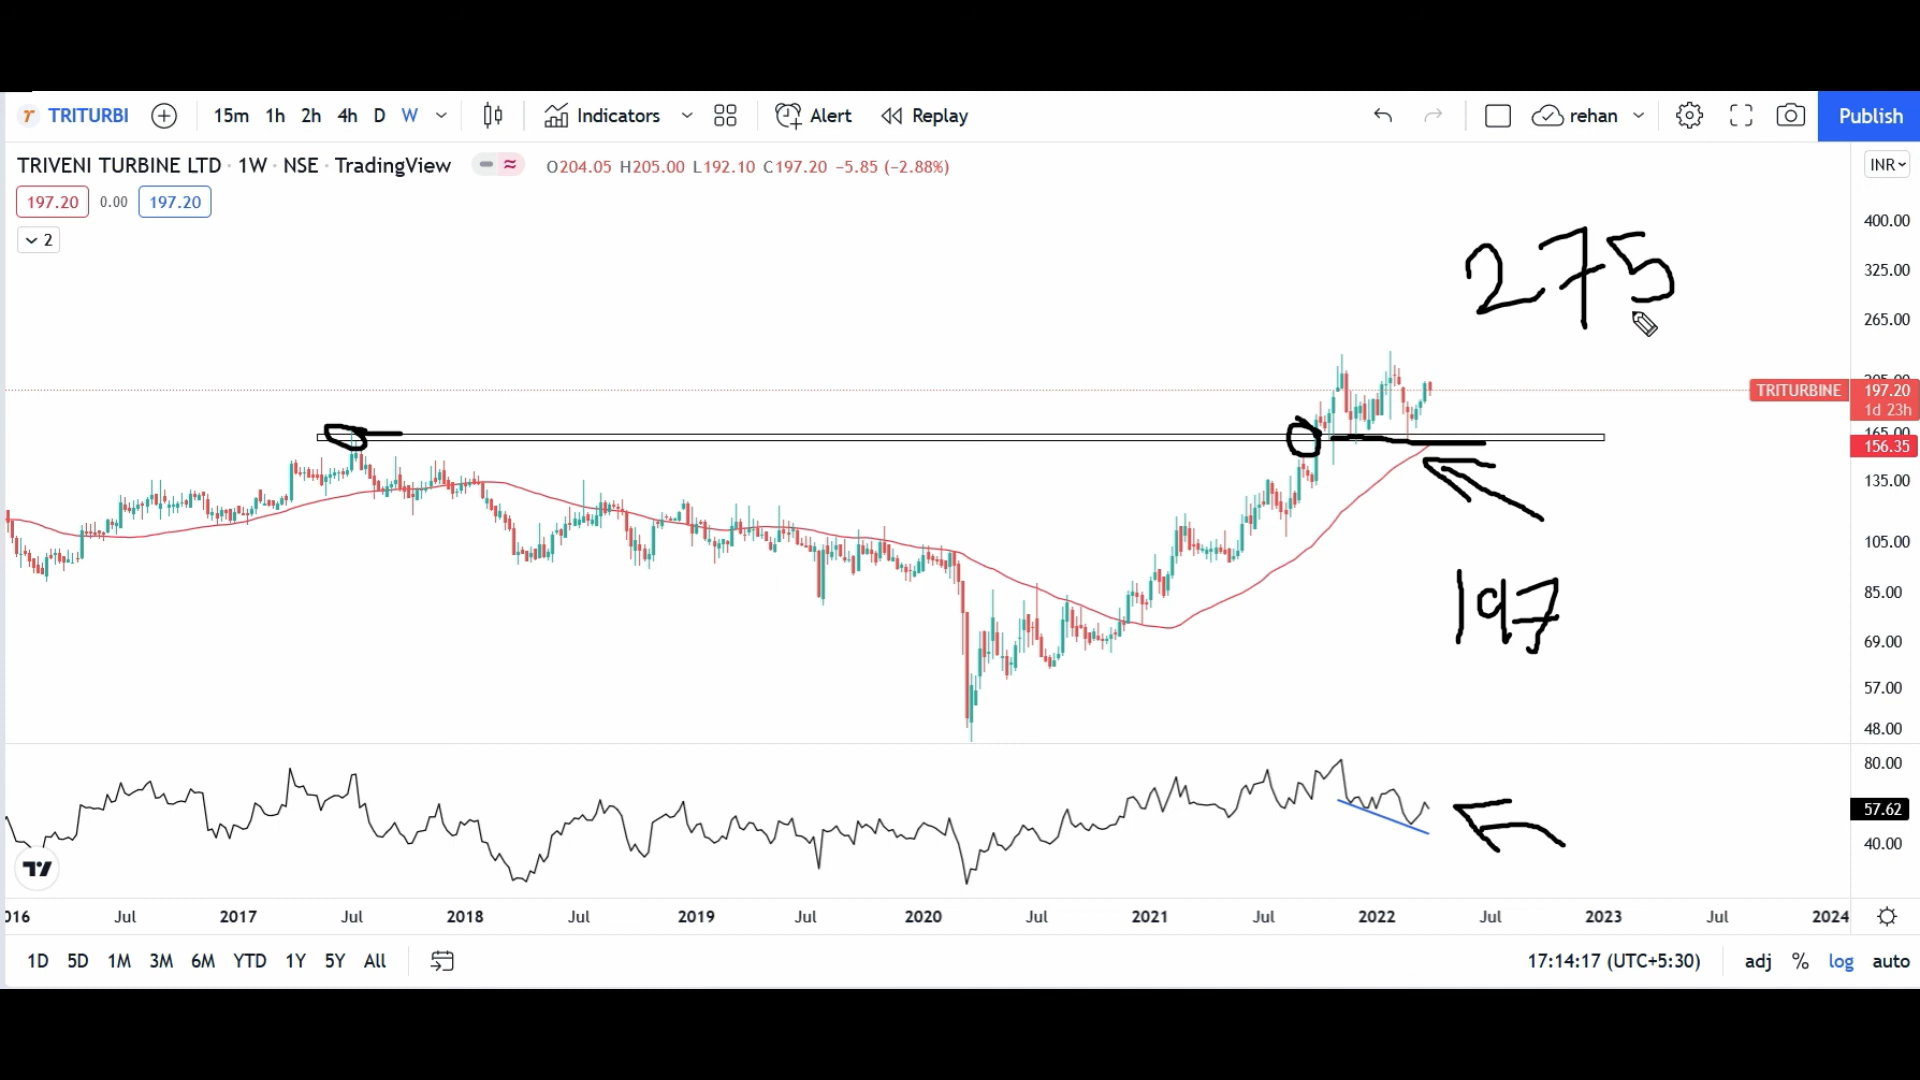 TRITURBI 15m 1h 2h 4h D W Indicators Alert Replay rehan Publish
TRIVENI TURBINE LTD · 1W · NSE · TradingView O204.05 H205.00 L192.10 C197.20 −5.85 (−2.88%) INR
197.20 0.00 197.20
2
400.00
275
325.00
265.00
TRITURBINE 197.20
1d 23h
165.00
156.35
135.00
105.00
197
85.00
69.00
57.00
48.00
80.00
57.62
40.00
016 Jul 2017 Jul 2018 Jul 2019 Jul 2020 Jul 2021 Jul 2022 Jul 2023 Jul 2024
1D 5D 1M 3M 6M YTD 1Y 5Y All 17:14:17 (UTC+5:30) adj % log auto